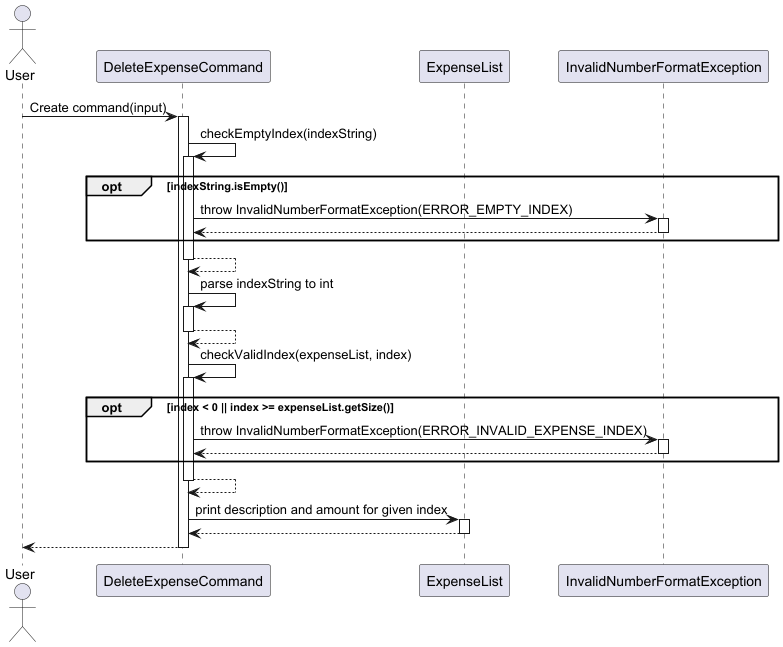 User
DeleteExpenseCommand
ExpenseList
InvalidNumberFormatException
Create command(input)
checkEmptyIndex(indexString)
opt
[indexString.isEmpty()]
throw InvalidNumberFormatException(ERROR_EMPTY_INDEX)
parse indexString to int
checkValidIndex(expenseList, index)
opt
[index < 0 || index >= expenseList.getSize()]
throw InvalidNumberFormatException(ERROR_INVALID_EXPENSE_INDEX)
print description and amount for given index
User
DeleteExpenseCommand
ExpenseList
InvalidNumberFormatException